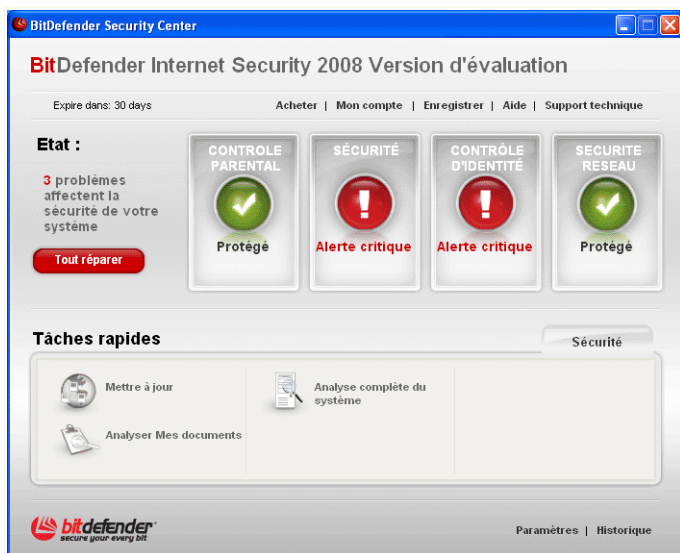 BitDefender Security Center
BitDefender Internet Security 2008 Version d'évaluation
Expire dans: 30 days
Acheter | Mon compte | Enregistrer | Aide | Support technique
Etat :
3 problèmes
affectent la
sécurité de votre
système
Tout réparer
CONTROLE
PARENTAL
Protégé
SÉCURITÉ
Alerte critique
CONTRÔLE
D'IDENTITÉ
Alerte critique
SECURITE
RESEAU
Protégé
Tâches rapides
Sécurité
Mettre à jour
Analyse complète du
système
Analyser Mes documents
bitdefender
secure your every bit
Paramètres | Historique